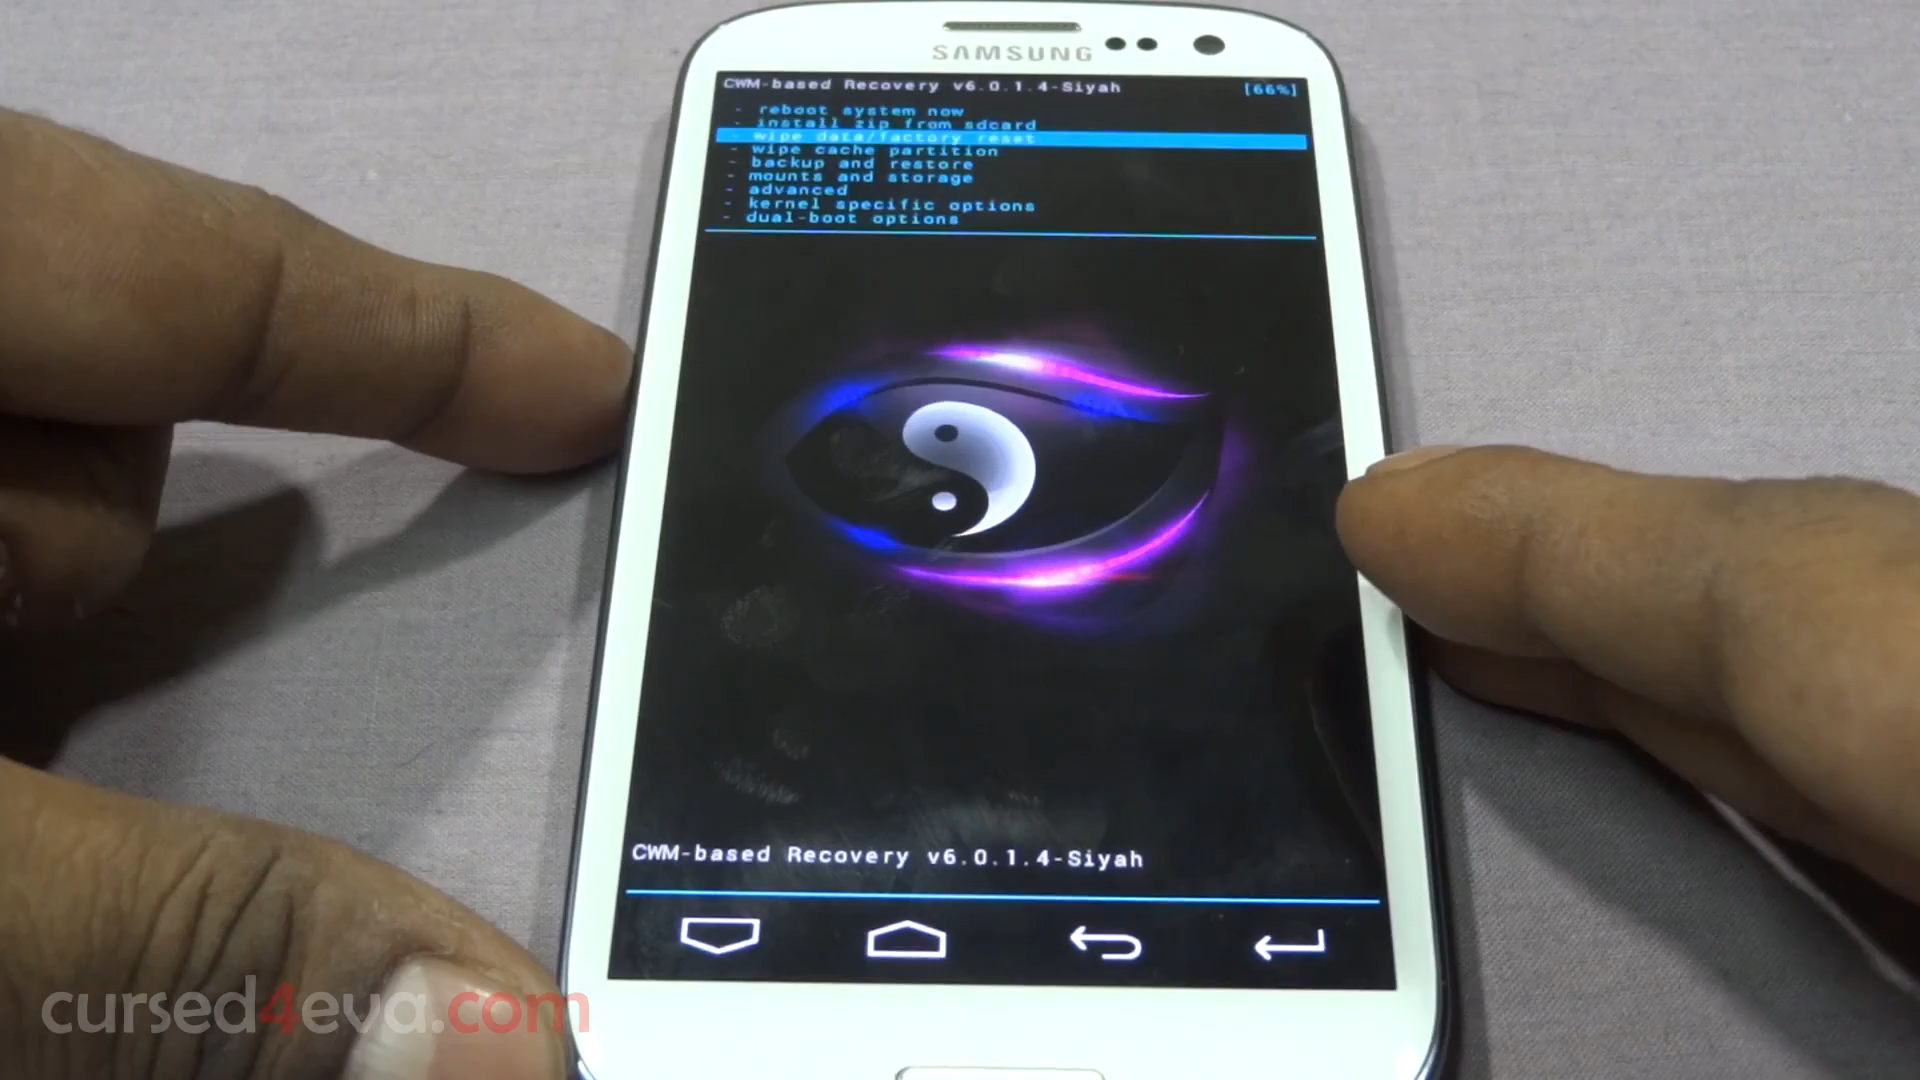 SAMSUNG
CWM-based Recovery v6.0.1.4-Siyah [66%]
- reboot system now
- install zip from sdcard
- wipe data/factory reset
- wipe cache partition
- backup and restore
- mounts and storage
- advanced
- kernel specific options
- dual-boot options
CWM-based Recovery v6.0.1.4-Siyah
cursed4eva.com